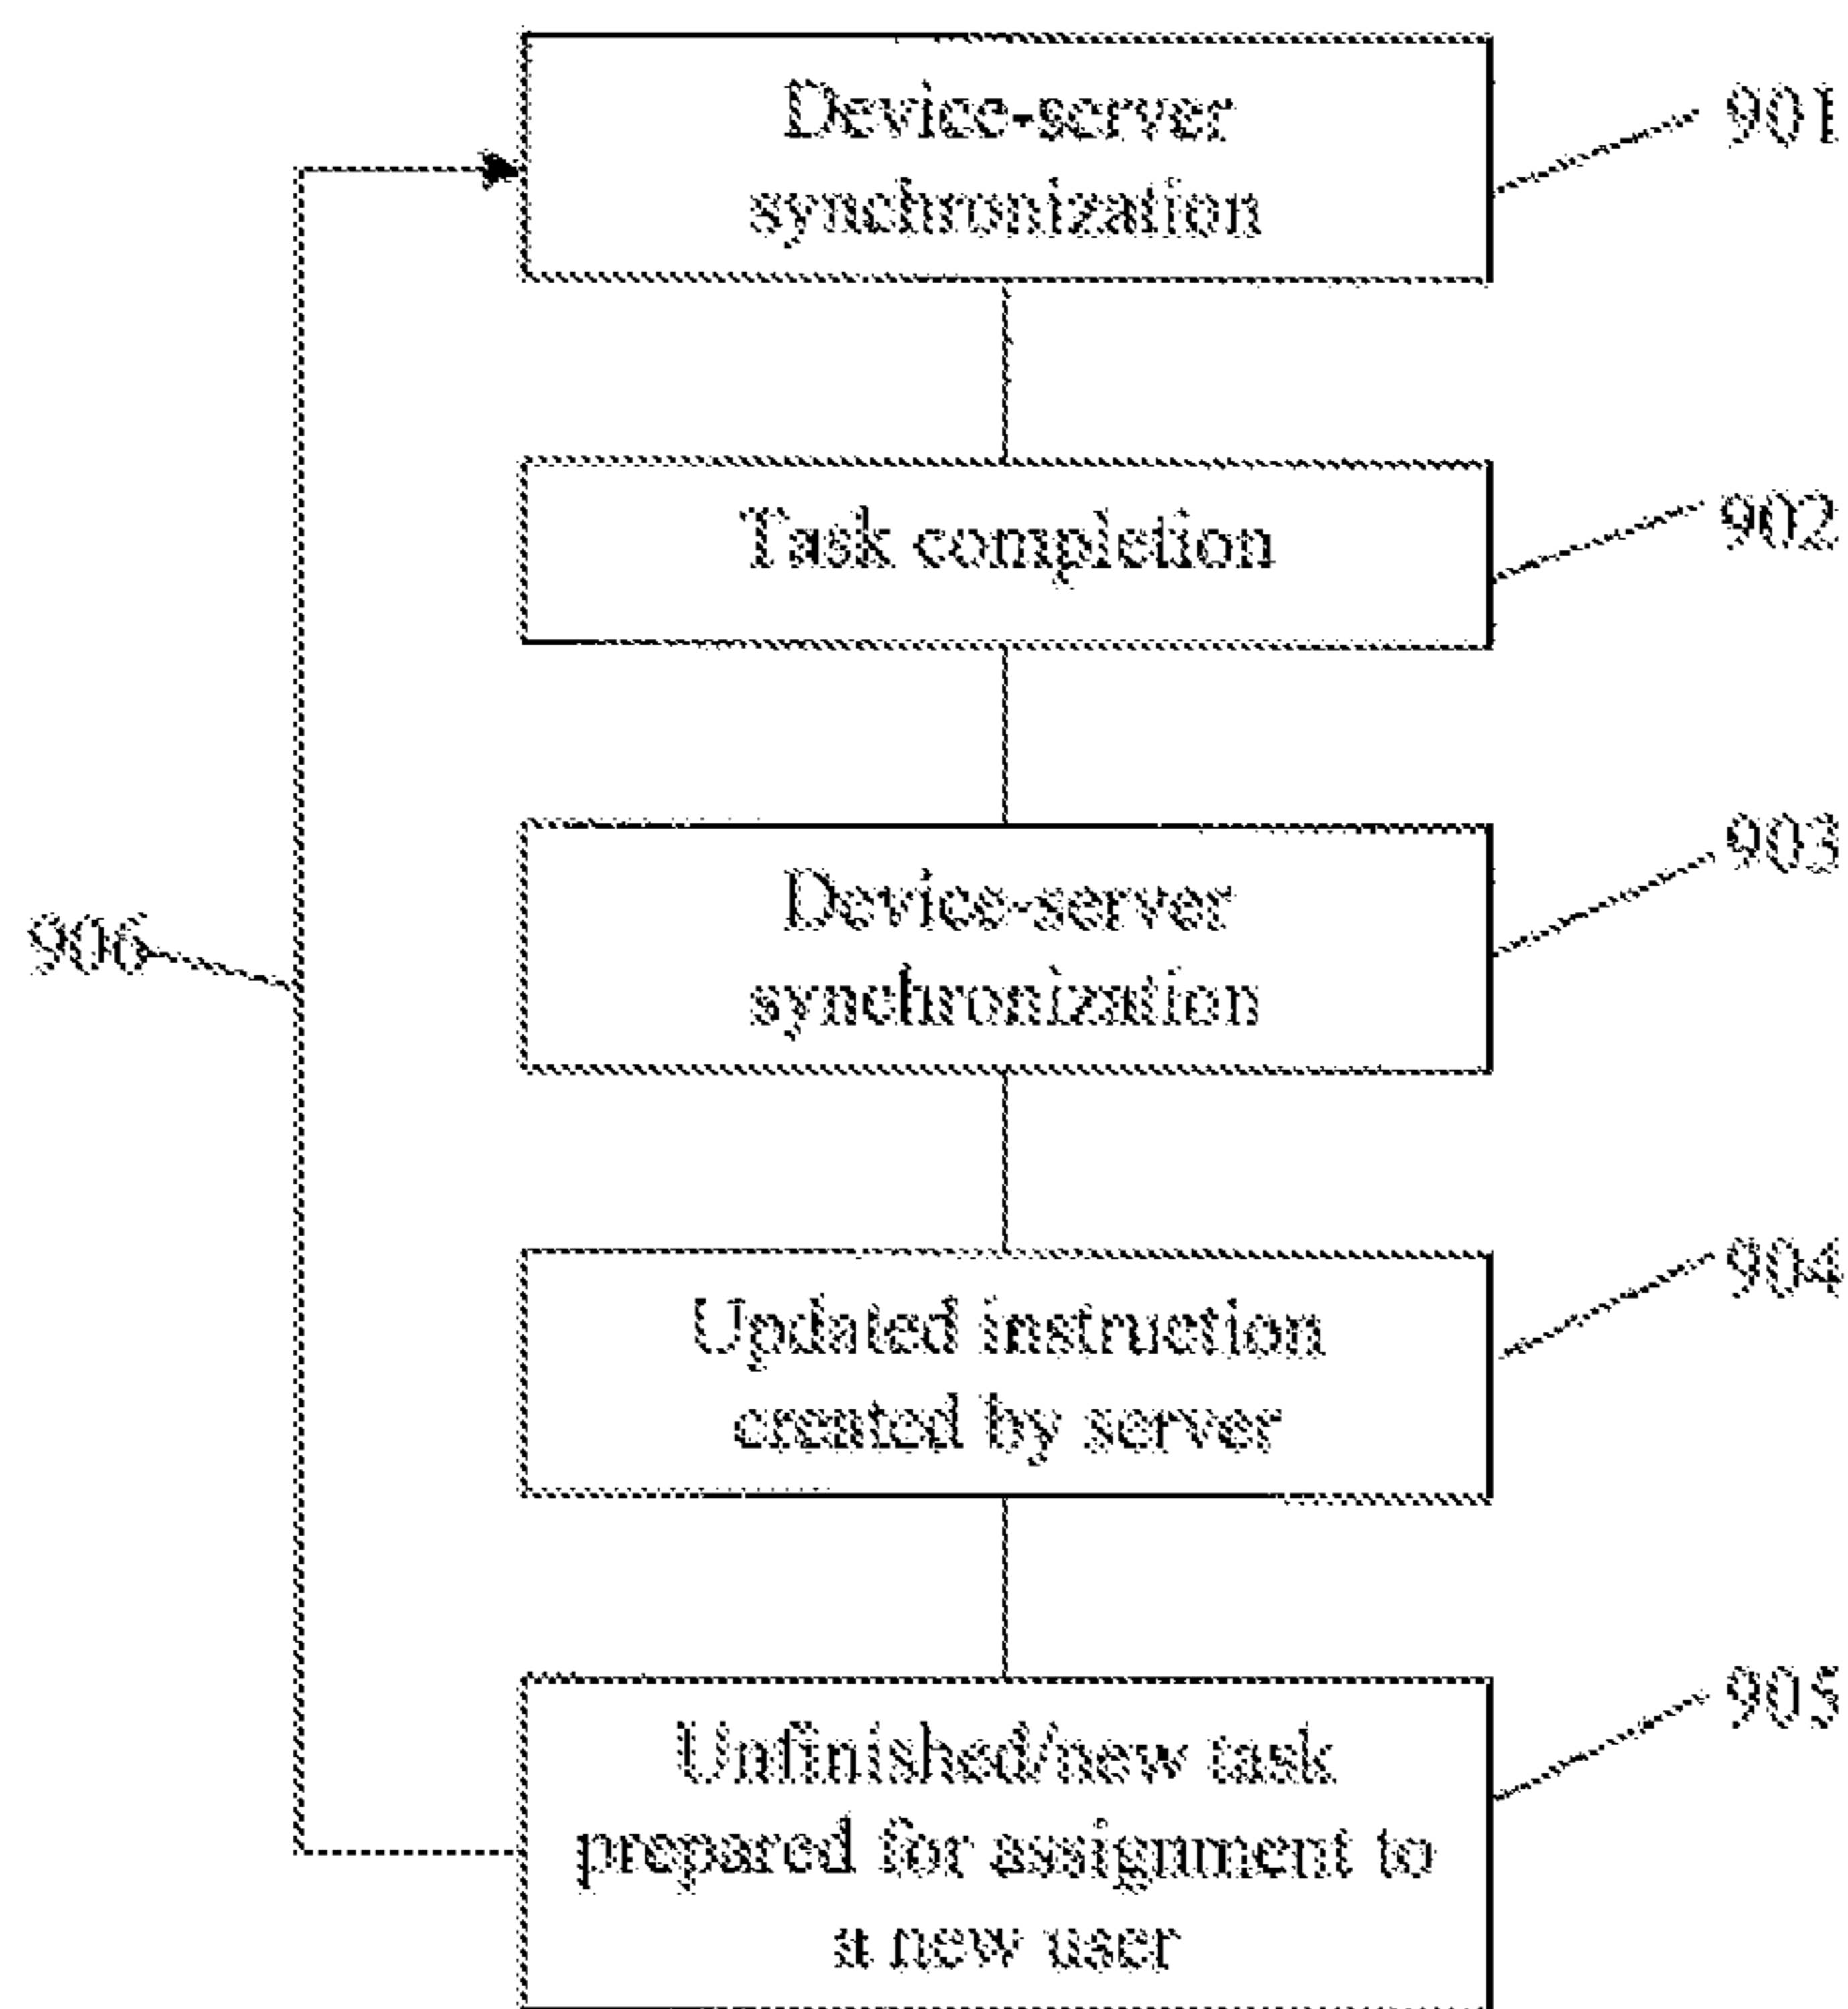 Device-server
synchronization
901
Task completion
902
Device-server
synchronization
903
906
Updated instruction
created by server
904
Unfinished/new task
prepared for assignment to
a new user
905